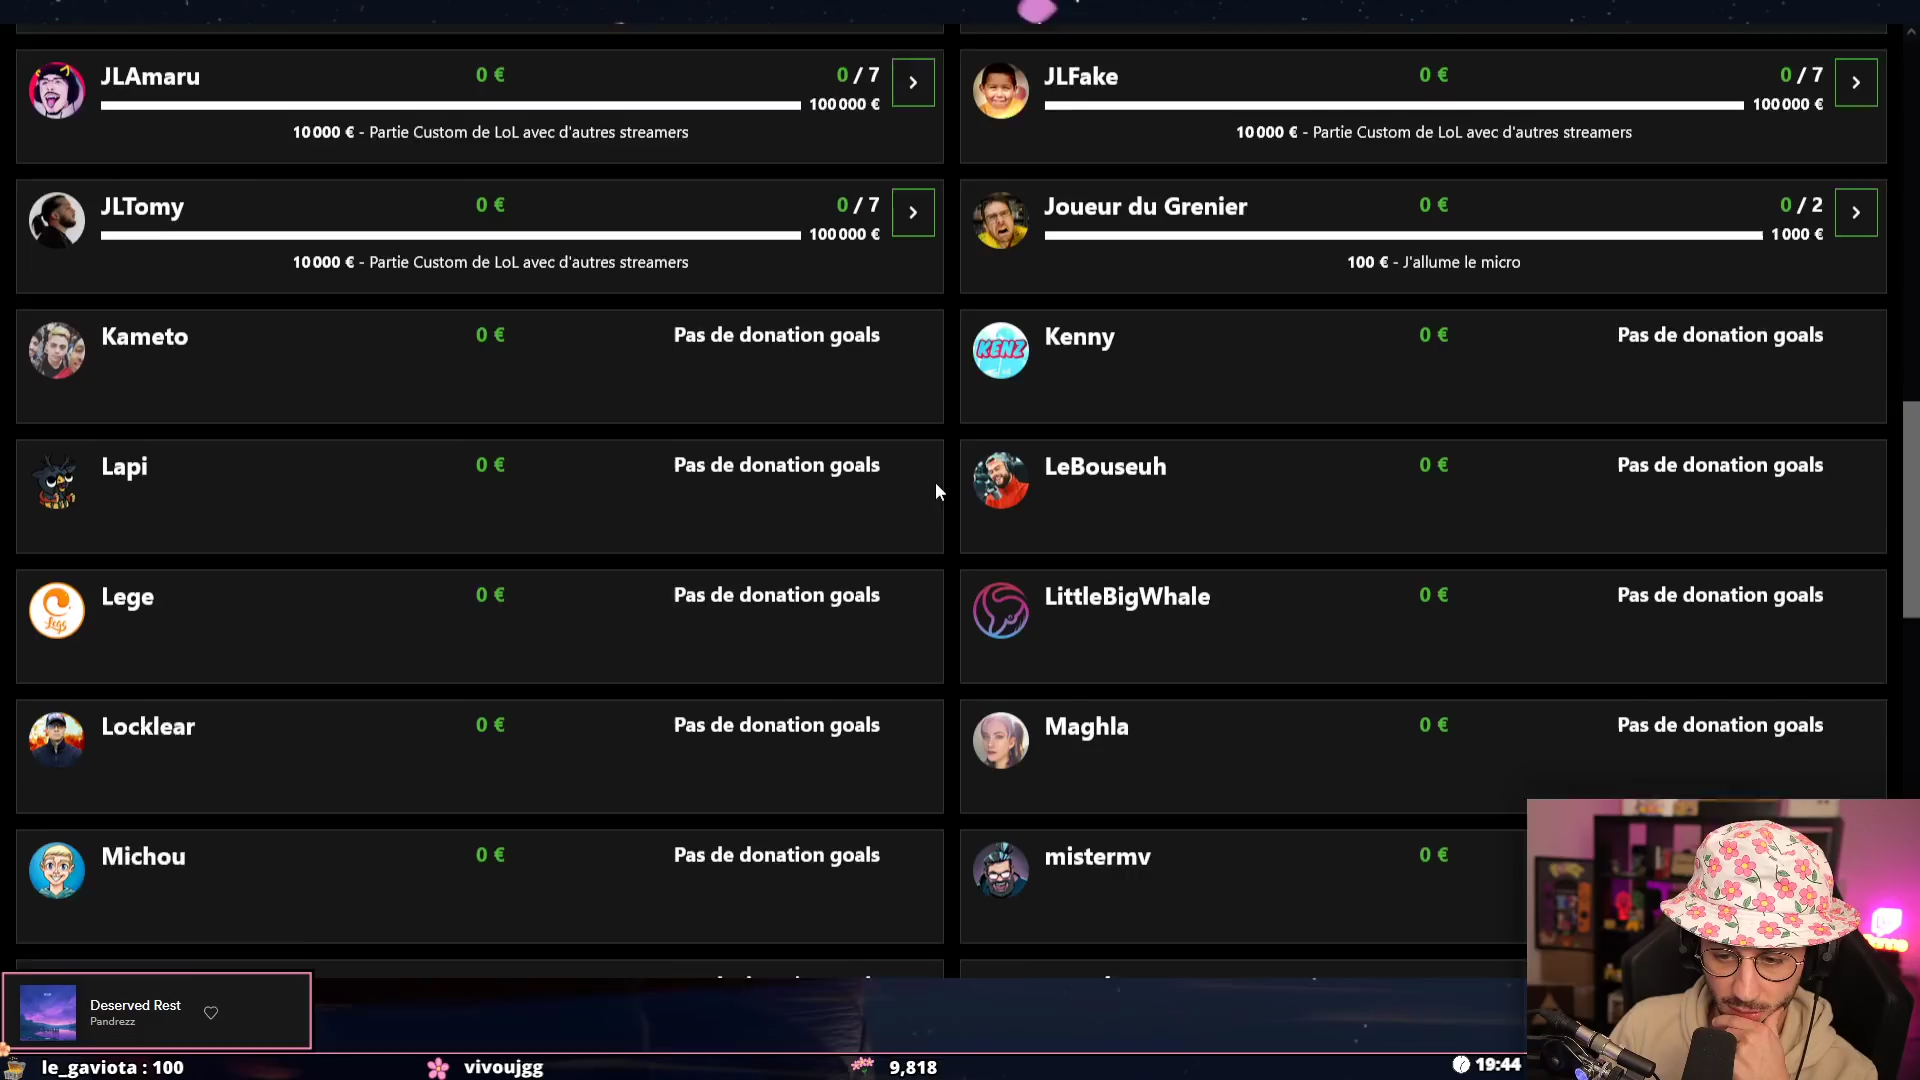 JLAmaru 0 € 0 / 7
100 000 €
10 000 € - Partie Custom de LoL avec d'autres streamers
JLFake 0 € 0 / 7
100 000 €
10 000 € - Partie Custom de LoL avec d'autres streamers
JLTomy 0 € 0 / 7
100 000 €
10 000 € - Partie Custom de LoL avec d'autres streamers
Joueur du Grenier 0 € 0 / 2
1 000 €
100 € - J'allume le micro
Kameto 0 € Pas de donation goals
KENZ
Kenny 0 € Pas de donation goals
Lapi 0 € Pas de donation goals
LeBouseuh 0 € Pas de donation goals
Legs
Lege 0 € Pas de donation goals
LittleBigWhale 0 € Pas de donation goals
Locklear 0 € Pas de donation goals
Maghla 0 € Pas de donation goals
Michou 0 € Pas de donation goals
mistermv 0 €
Deserved Rest
Pandrezz
le_gaviota : 100
vivoujgg
9,818
19:44